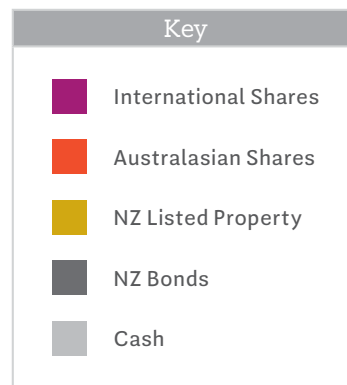 Key
International Shares
Australasian Shares
NZ Listed Property
NZ Bonds
Cash